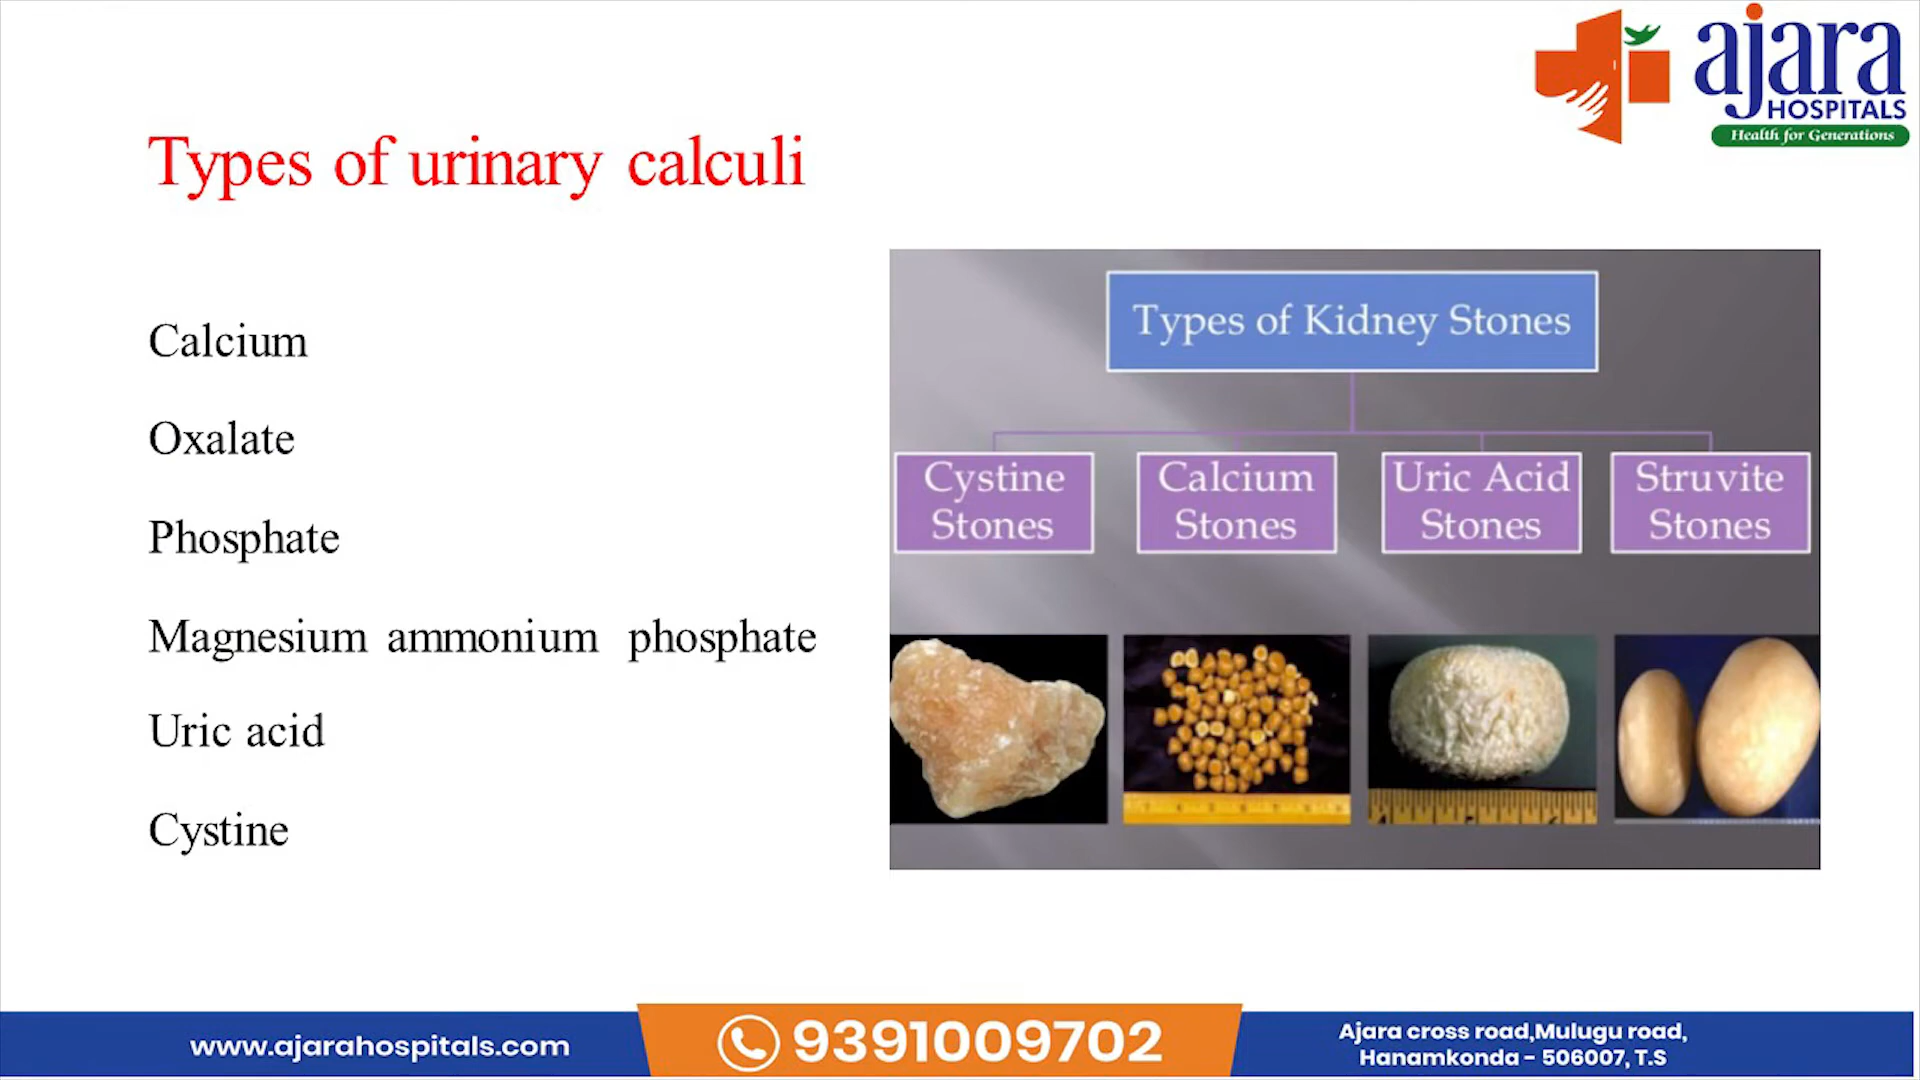 ajara
HOSPITALS
Health for Generations
Types of urinary calculi
Calcium
Oxalate
Phosphate
Magnesium ammonium phosphate
Uric acid
Cystine
Types of Kidney Stones
Cystine
Stones
Calcium
Stones
Uric Acid
Stones
Struvite
Stones
www.ajarahospitals.com
9391009702
Ajara cross road,Mulugu road,
Hanamkonda - 506007, T.S